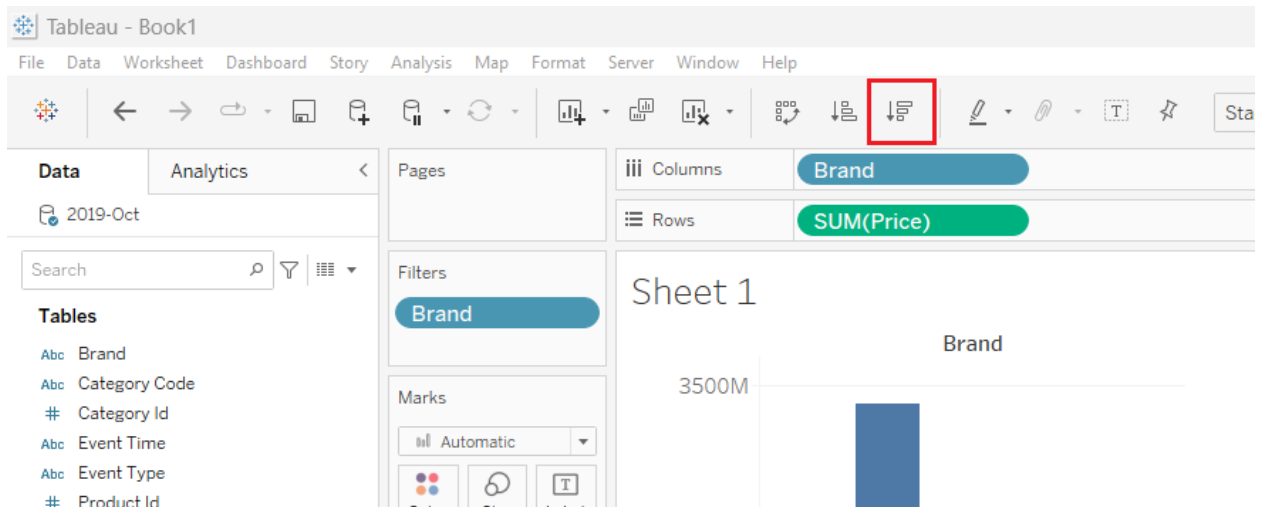 Tableau - Book1
File Data Worksheet Dashboard Story Analysis Map Format Server Window Help
T
Sta
Data Analytics
2019-Oct
Search
Tables
Abc Brand
Abc Category Code
# Category Id
Abc Event Time
Abc Event Type
# Product Id
Pages
Filters
Brand
Marks
Automatic
T
Columns Brand
Rows SUM(Price)
Sheet 1
Brand
3500M